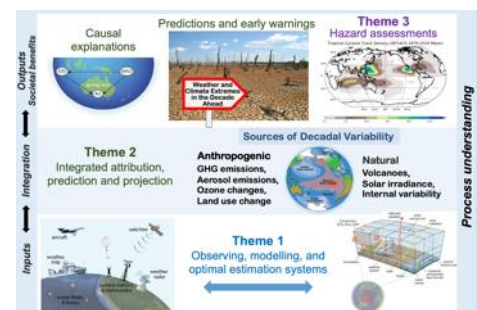 Causal
explanations
Predictions and early warnings
Theme 3
Hazard assessments
Weather and
Climate Extremes
in the Decade
Ahead
Outputs
Societal benefits
Integration
Inputs
Process understanding
Theme 2
Integrated attribution,
prediction and projection
Sources of Decadal Variability
Anthropogenic
GHG emissions,
Aerosol emissions,
Ozone changes,
Land use change
Natural
Volcanoes,
Solar irradiance,
Internal variability
Theme 1
Observing, modelling, and
optimal estimation systems
aircraft
satellites
weather
ship
weather
radar